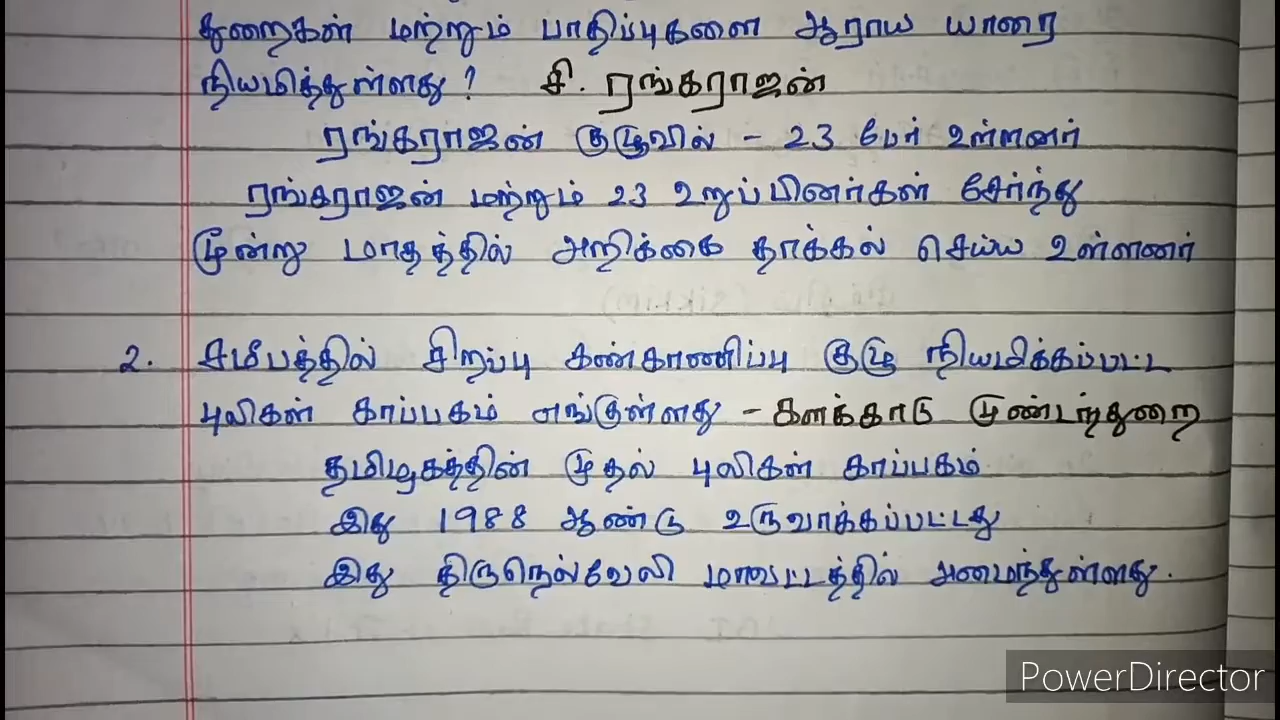 துறைகள் மற்றும் பாதிப்புகளை ஆராய யாரை
நியமித்துள்ளது? சி. ரங்கராஜன்
ரங்கராஜன் குழுவில் - 23 பேர் உள்ளனர்
ரங்கராஜன் மற்றும் 23 உறுப்பினர்கள் சேர்ந்து
மூன்று மாதத்தில் அறிக்கை தாக்கல் செய்ய உள்ளனர்
2. சமீபத்தில் சிறப்பு கண்காணிப்பு குழு நியமிக்கப்பட்ட
புலிகள் காப்பகம் எங்குள்ளது - களக்காடு முண்டந்துறை
தமிழகத்தின் முதல் புலிகள் காப்பகம்
இது 1988 ஆண்டு உருவாக்கப்பட்டது
இது திருநெல்வேலி மாவட்டத்தில் அமைந்துள்ளது.
PowerDirector